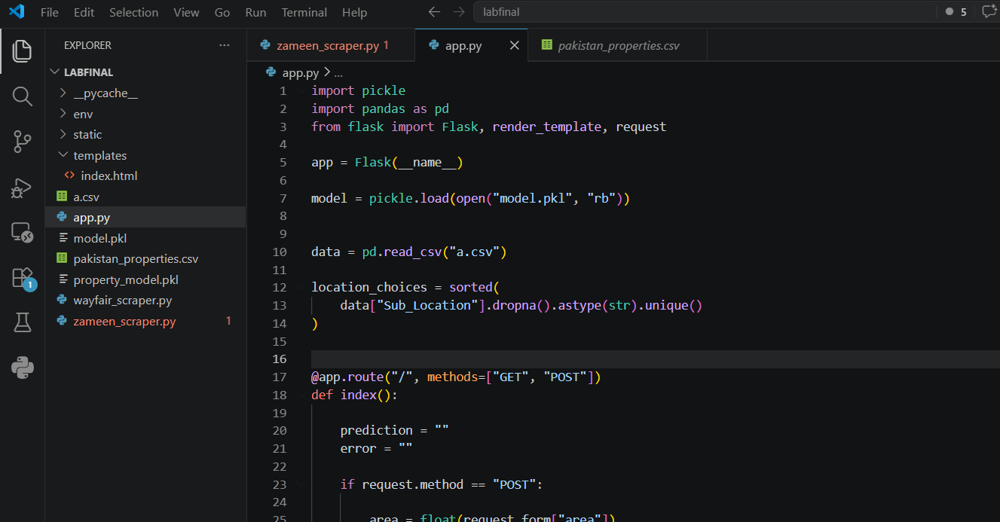 File Edit Selection View Go Run Terminal Help
labfinal
5
EXPLORER
LABFINAL
__pycache__
env
static
templates
index.html
a.csv
app.py
model.pkl
pakistan_properties.csv
property_model.pkl
wayfair_scraper.py
zameen_scraper.py 1
1
zameen_scraper.py 1
app.py
pakistan_properties.csv
app.py > ...
1 import pickle
2 import pandas as pd
3 from flask import Flask, render_template, request
4
5 app = Flask(__name__)
6
7 model = pickle.load(open("model.pkl", "rb"))
8
9
10 data = pd.read_csv("a.csv")
11
12 location_choices = sorted(
13 data["Sub_Location"].dropna().astype(str).unique()
14 )
15
16
17 @app.route("/", methods=["GET", "POST"])
18 def index():
19
20 prediction = ""
21 error = ""
22
23 if request.method == "POST":
24
25 area = float(request.form["area"])